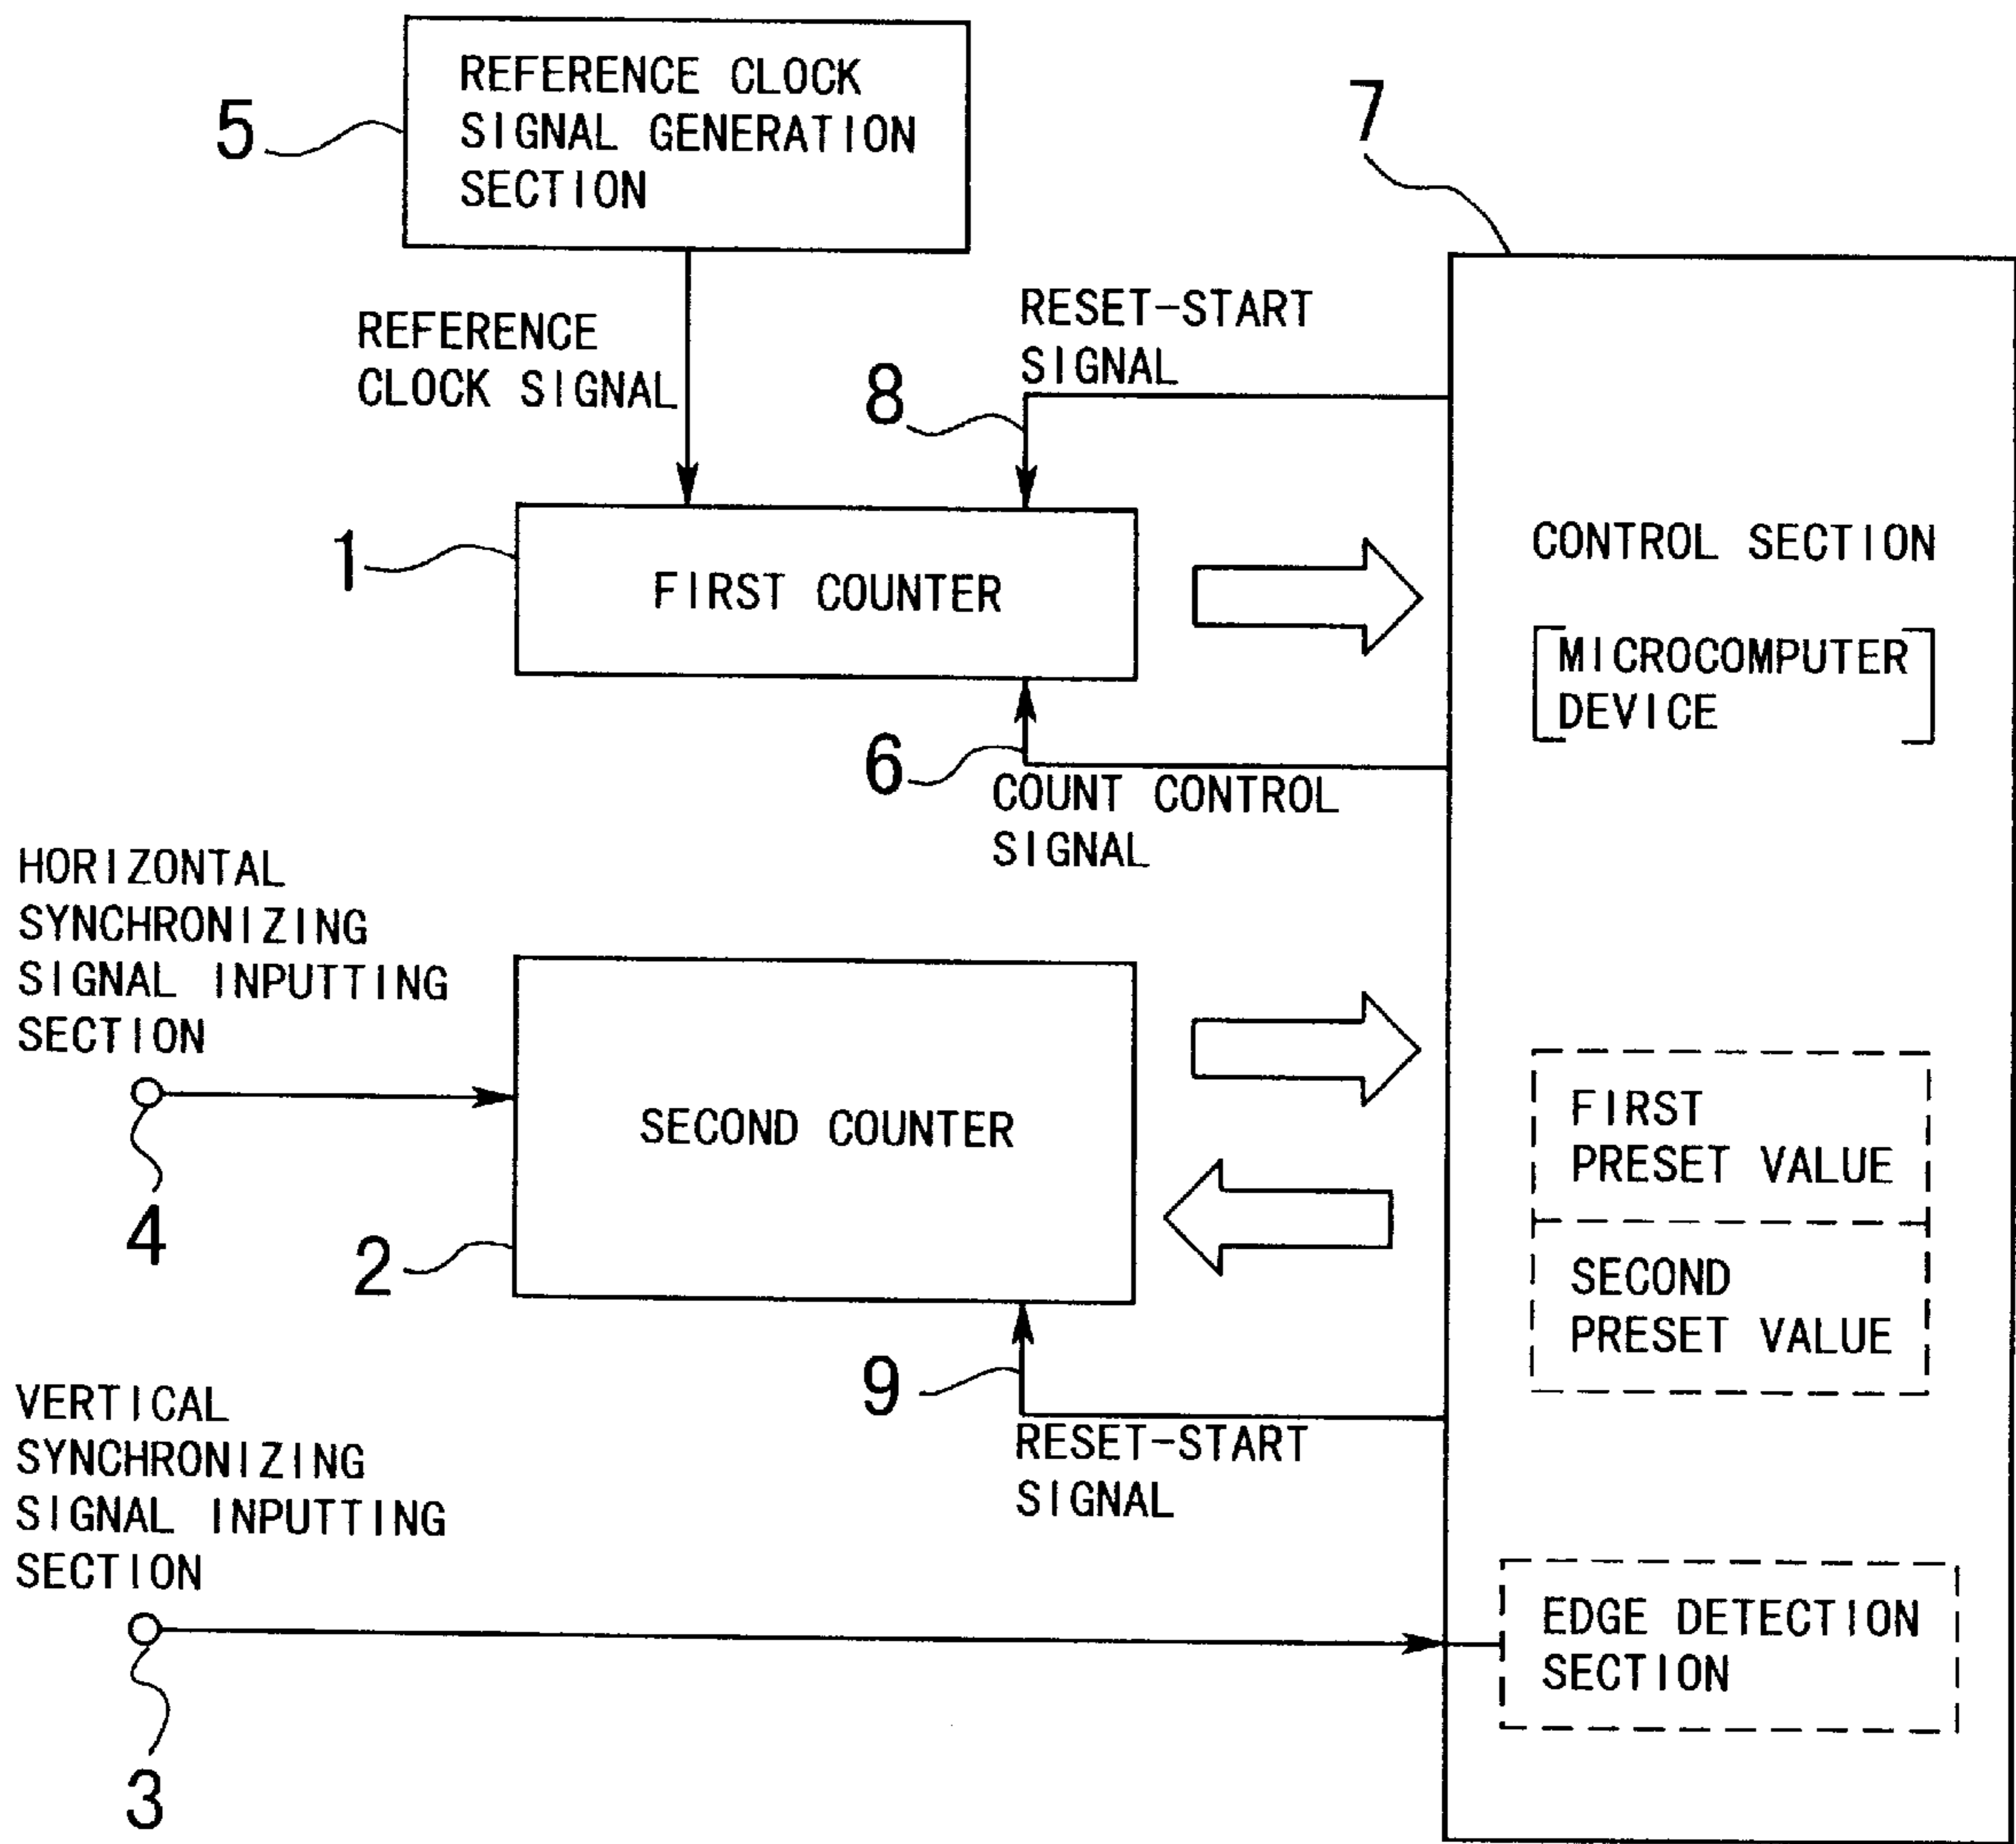 5
REFERENCE CLOCK
SIGNAL GENERATION
SECTION
7
REFERENCE
CLOCK SIGNAL
RESET-START
SIGNAL
8
1
FIRST COUNTER
CONTROL SECTION
MICROCOMPUTER
DEVICE
6
COUNT CONTROL
SIGNAL
HORIZONTAL
SYNCHRONIZING
SIGNAL INPUTTING
SECTION
4
SECOND COUNTER
2
FIRST
PRESET VALUE
SECOND
PRESET VALUE
9
RESET-START
SIGNAL
VERTICAL
SYNCHRONIZING
SIGNAL INPUTTING
SECTION
3
EDGE DETECTION
SECTION